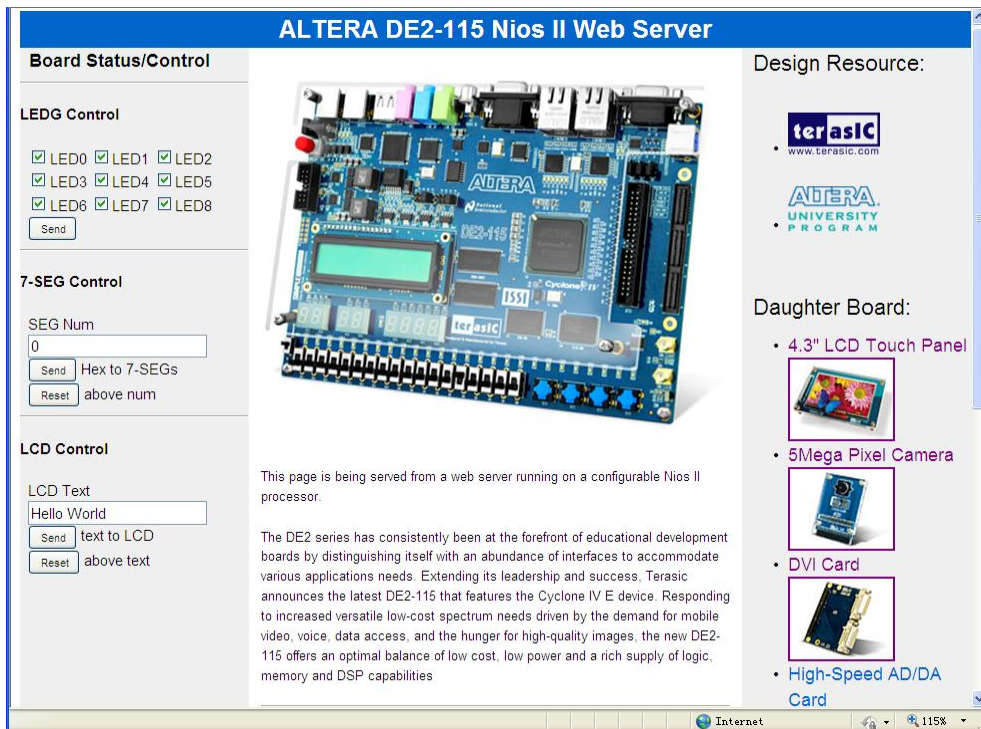 ALTERA DE2-115 Nios II Web Server
Board Status/Control
LEDG Control
LED0 LED1 LED2
LED3 LED4 LED5
LED6 LED7 LED8
Send
7-SEG Control
SEG Num
0
Send Hex to 7-SEGs
Reset above num
LCD Control
LCD Text
Hello World
Send text to LCD
Reset above text
ALTERA
National Semiconductor
DE2-115
Cyclone IV
ISSI
terasIC
This page is being served from a web server running on a configurable Nios II
processor.
The DE2 series has consistently been at the forefront of educational development
boards by distinguishing itself with an abundance of interfaces to accommodate
various applications needs. Extending its leadership and success, Terasic
announces the latest DE2-115 that features the Cyclone IV E device. Responding
to increased versatile low-cost spectrum needs driven by the demand for mobile
video, voice, data access, and the hunger for high-quality images, the new DE2-
115 offers an optimal balance of low cost, low power and a rich supply of logic,
memory and DSP capabilities
Design Resource:
terasIC
www.terasic.com
ALTERA.
UNIVERSITY
PROGRAM
Daughter Board:
4.3" LCD Touch Panel
5Mega Pixel Camera
DVI Card
High-Speed AD/DA
Card
Internet
115%